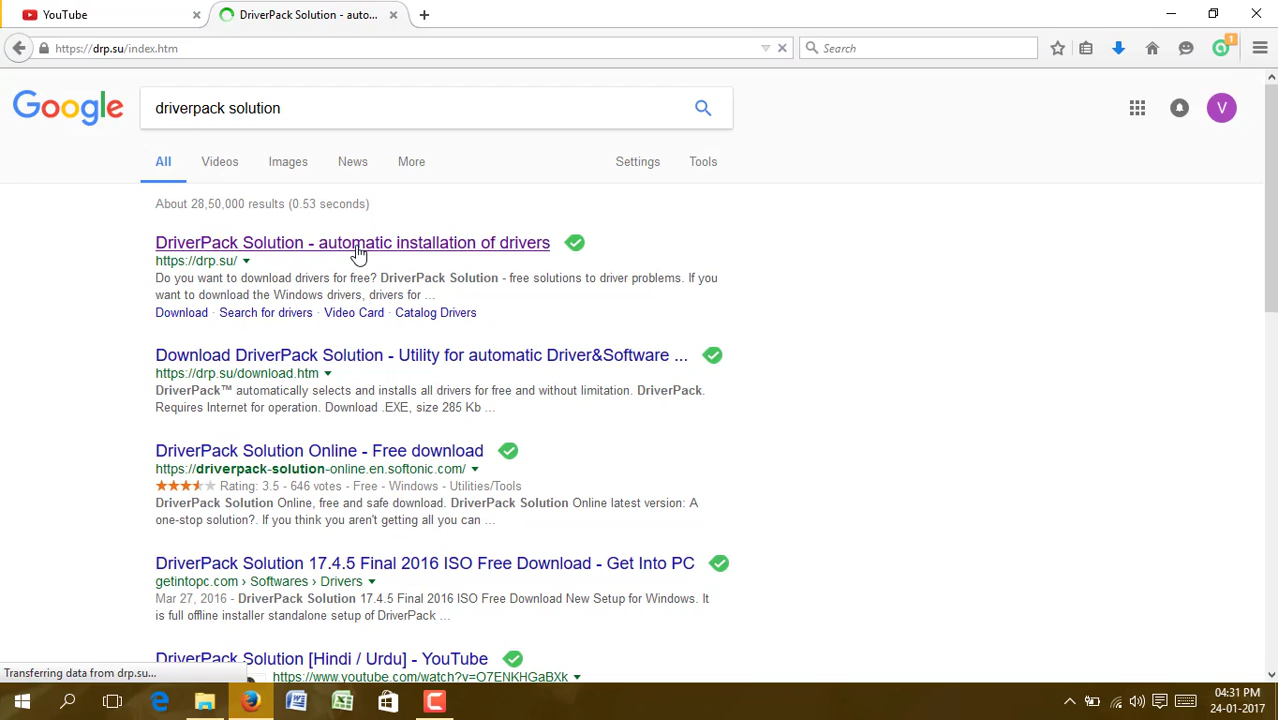 YouTube
DriverPack Solution - auto...
https://drp.su/index.htm
Search
1
Google
driverpack solution
V
All
Videos
Images
News
More
Settings
Tools
About 28,50,000 results (0.53 seconds)
DriverPack Solution - automatic installation of drivers
https://drp.su/
Do you want to download drivers for free? DriverPack Solution - free solutions to driver problems. If you
want to download the Windows drivers, drivers for ...
Download · Search for drivers · Video Card · Catalog Drivers
Download DriverPack Solution - Utility for automatic Driver&Software ...
https://drp.su/download.htm
DriverPack™ automatically selects and installs all drivers for free and without limitation. DriverPack.
Requires Internet for operation. Download .EXE, size 285 Kb ...
DriverPack Solution Online - Free download
https://driverpack-solution-online.en.softonic.com/
Rating: 3.5 - 646 votes - Free - Windows - Utilities/Tools
DriverPack Solution Online, free and safe download. DriverPack Solution Online latest version: A
one-stop solution?. If you think you aren't getting all you can ...
DriverPack Solution 17.4.5 Final 2016 ISO Free Download - Get Into PC
getintopc.com › Softwares › Drivers
Mar 27, 2016 - DriverPack Solution 17.4.5 Final 2016 ISO Free Download New Setup for Windows. It
is full offline installer standalone setup of DriverPack ...
DriverPack Solution [Hindi / Urdu] - YouTube
https://www.youtube.com/watch?v=O7ENKHGaBXk
Transferring data from drp.su...
04:31 PM
24-01-2017